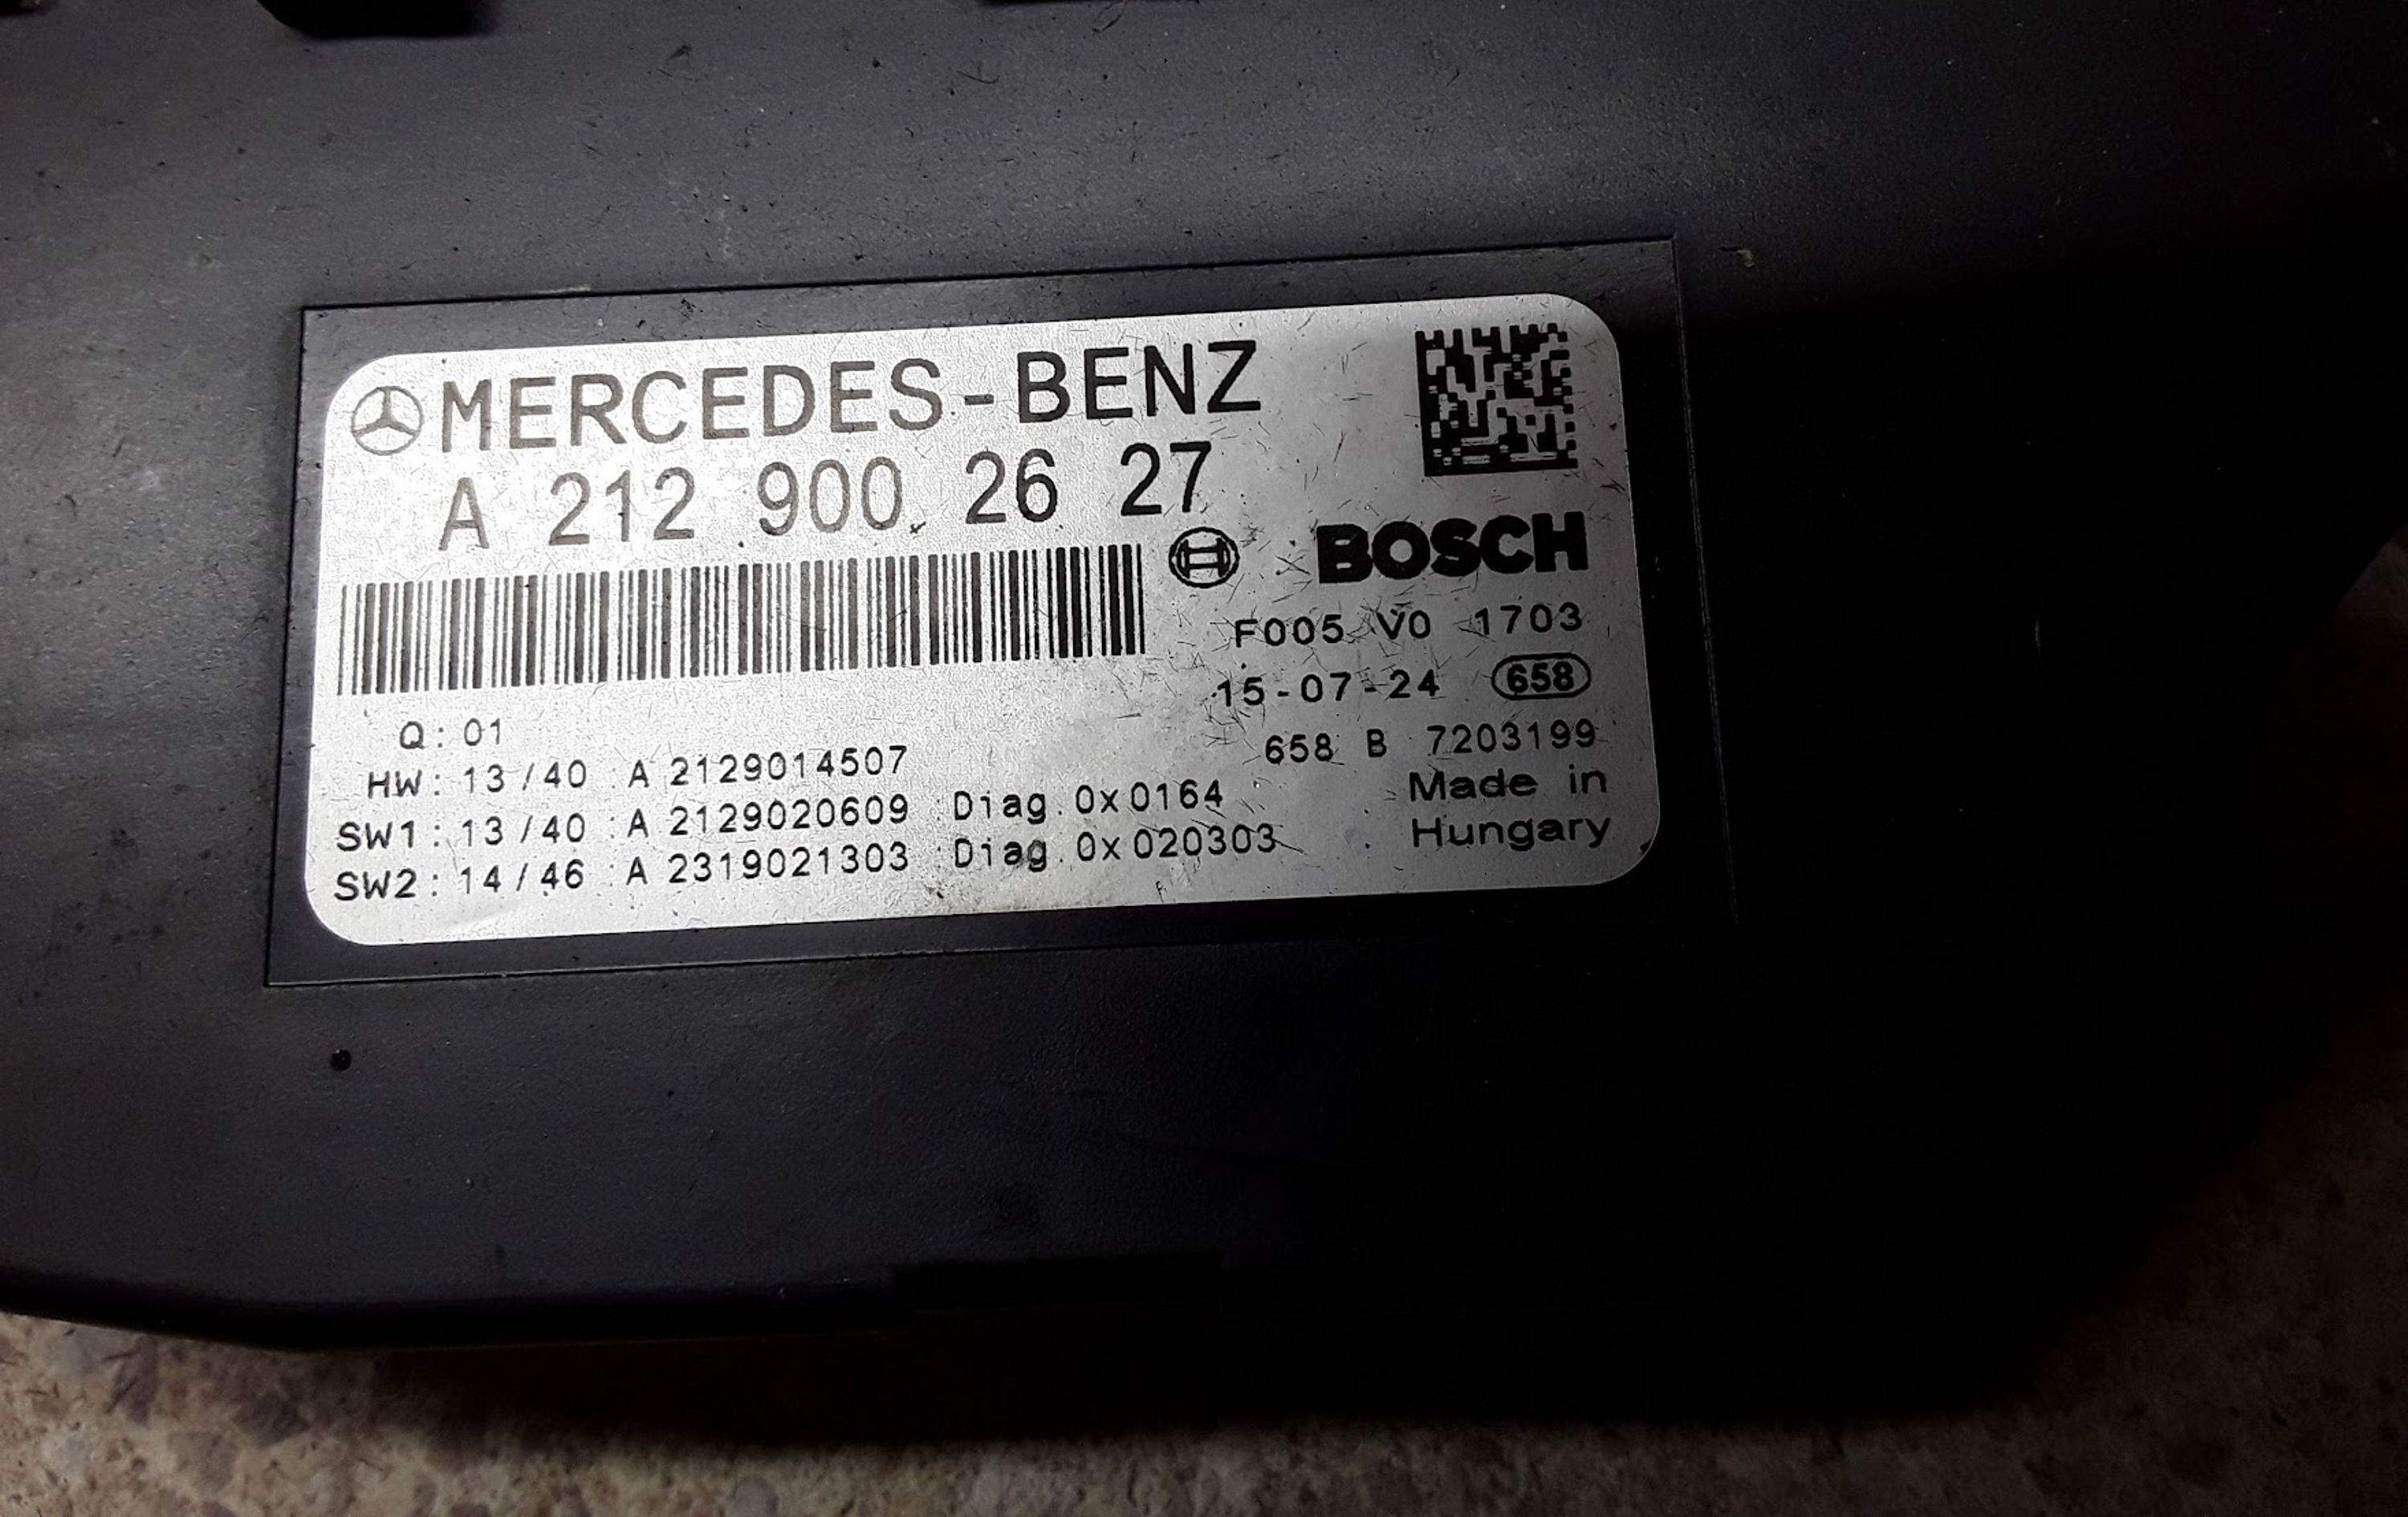 MERCEDES-BENZ
A 212 900 26 27
BOSCH
F005 V0 1703
15-07-24 658
658 B 7203199
Made in
Hungary
Q: 01
HW: 13/40 A 2129014507
SW1: 13/40 A 2129020609 Diag.0x0164
SW2: 14/46 A 2319021303 Diag.0x020303